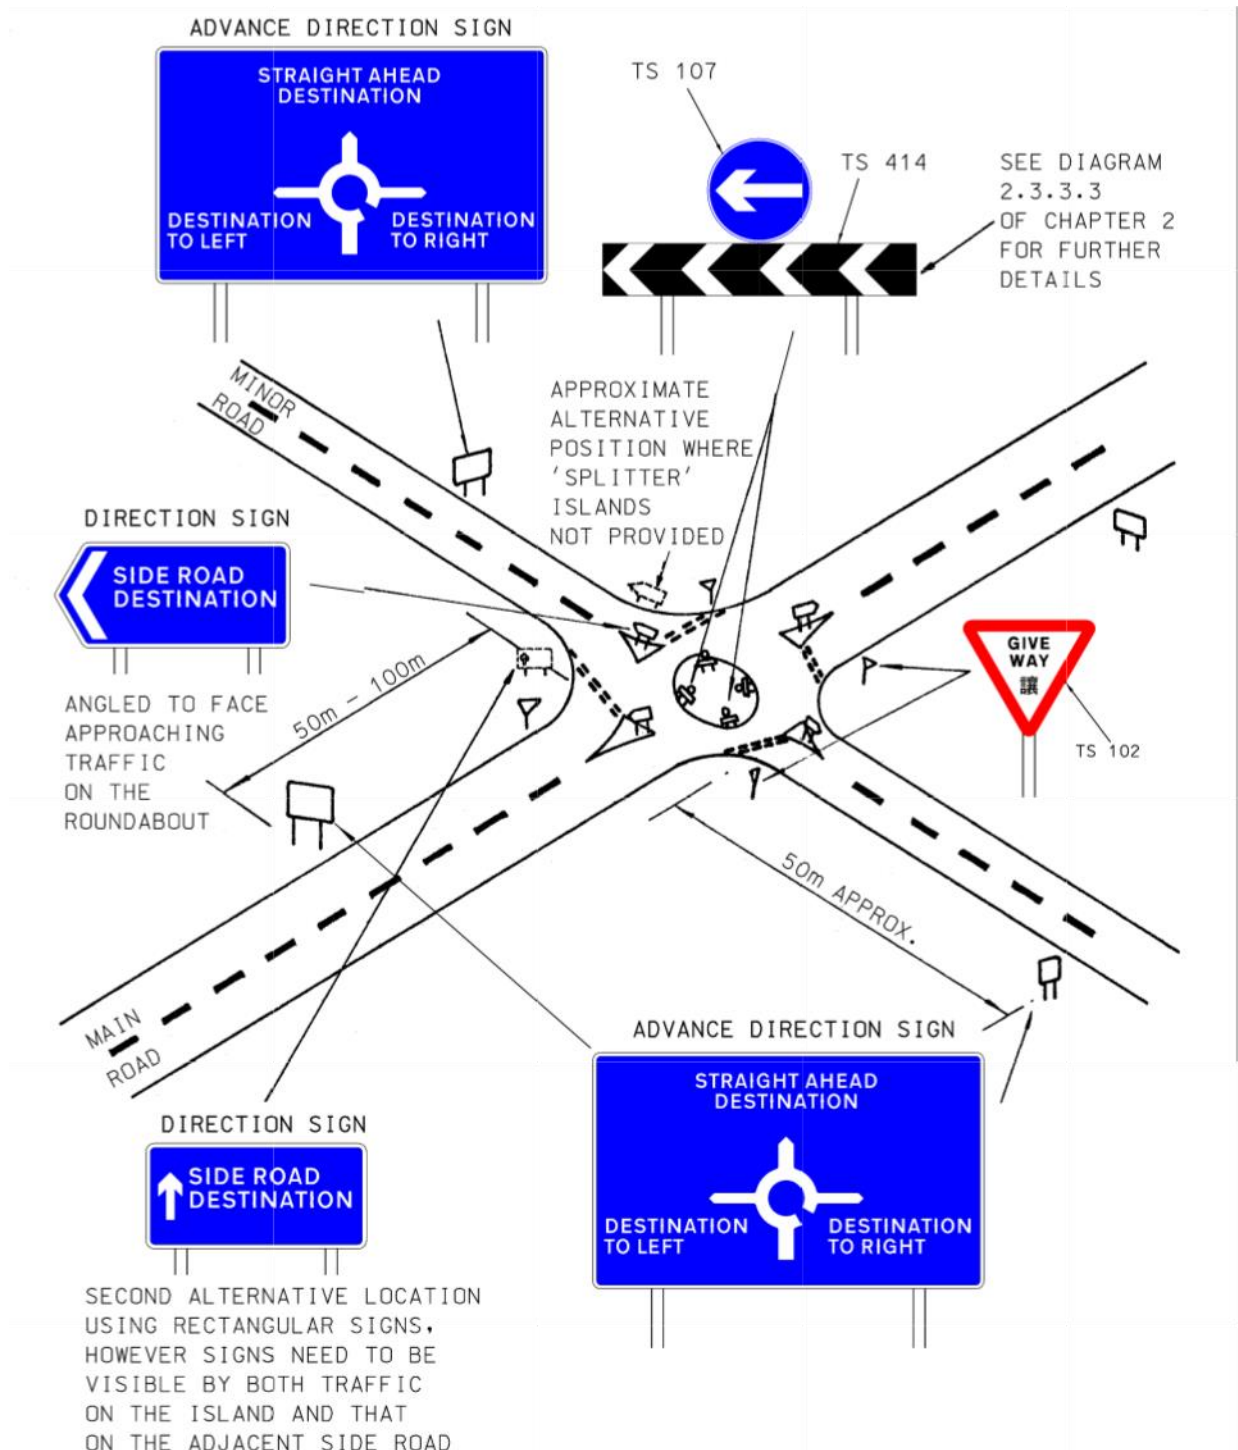 ADVANCE DIRECTION SIGN
STRAIGHT AHEAD
DESTINATION
DESTINATION
TO LEFT
DESTINATION
TO RIGHT
TS 107
TS 414
SEE DIAGRAM
2.3.3.3
OF CHAPTER 2
FOR FURTHER
DETAILS
MINOR
ROAD
APPROXIMATE
ALTERNATIVE
POSITION WHERE
'SPLITTER'
ISLANDS
NOT PROVIDED
DIRECTION SIGN
SIDE ROAD
DESTINATION
ANGLED TO FACE
APPROACHING
TRAFFIC
ON THE
ROUNDABOUT
50m - 100m
GIVE
WAY
讓
TS 102
50m APPROX.
MAIN
ROAD
ADVANCE DIRECTION SIGN
STRAIGHT AHEAD
DESTINATION
DESTINATION
TO LEFT
DESTINATION
TO RIGHT
DIRECTION SIGN
SIDE ROAD
DESTINATION
SECOND ALTERNATIVE LOCATION
USING RECTANGULAR SIGNS,
HOWEVER SIGNS NEED TO BE
VISIBLE BY BOTH TRAFFIC
ON THE ISLAND AND THAT
ON THE ADJACENT SIDE ROAD